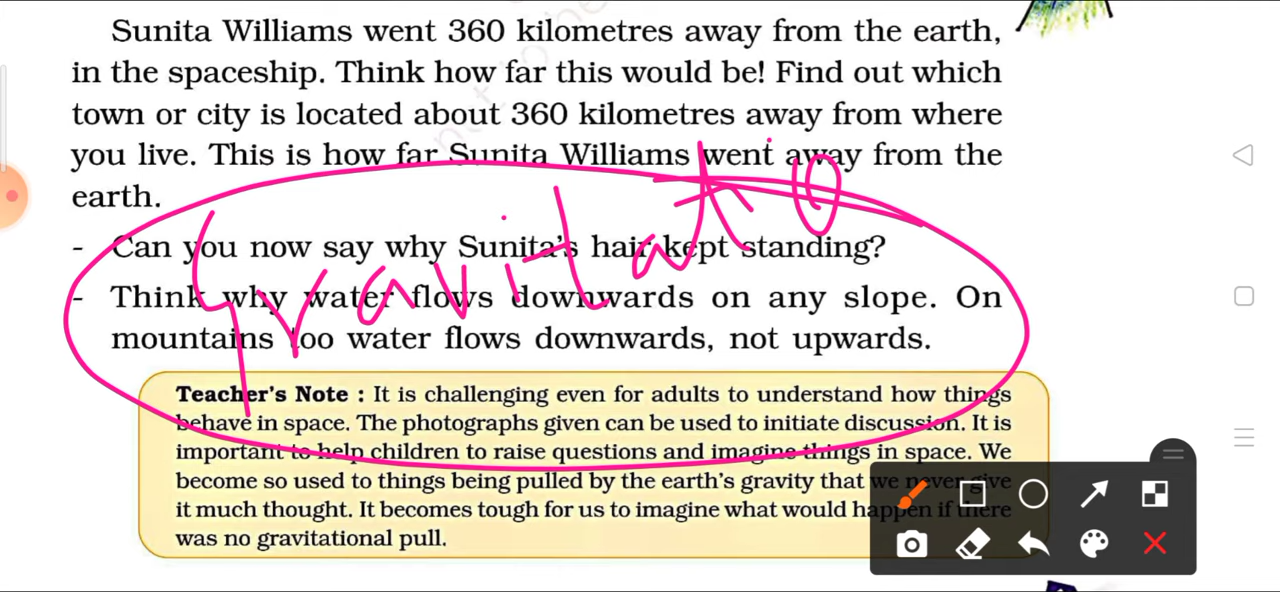 Sunita Williams went 360 kilometres away from the earth,
in the spaceship. Think how far this would be! Find out which
town or city is located about 360 kilometres away from where
you live. This is how far Sunita Williams went away from the
earth.
- Can you now say why Sunita's hair kept standing?
- Think why water flows downwards on any slope. On
mountains too water flows downwards, not upwards.
Gravitatio
Teacher's Note : It is challenging even for adults to understand how things
behave in space. The photographs given can be used to initiate discussion. It is
important to help children to raise questions and imagine things in space. We
become so used to things being pulled by the earth's gravity that we never give
it much thought. It becomes tough for us to imagine what would happen if there
was no gravitational pull.